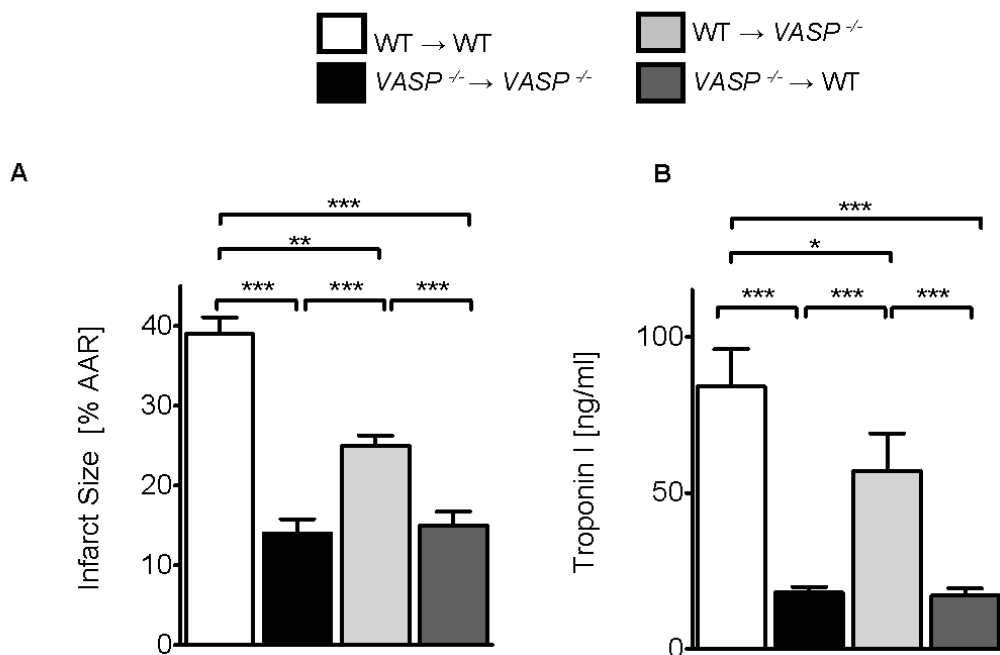 WT → WT
WT → VASP -/-
VASP -/- → VASP -/-
VASP -/- → WT
A
***
**
*** *** ***
40
30
20
10
0
Infarct Size [% AAR]
B
***
*
*** *** ***
100
50
0
Troponin I [ng/ml]